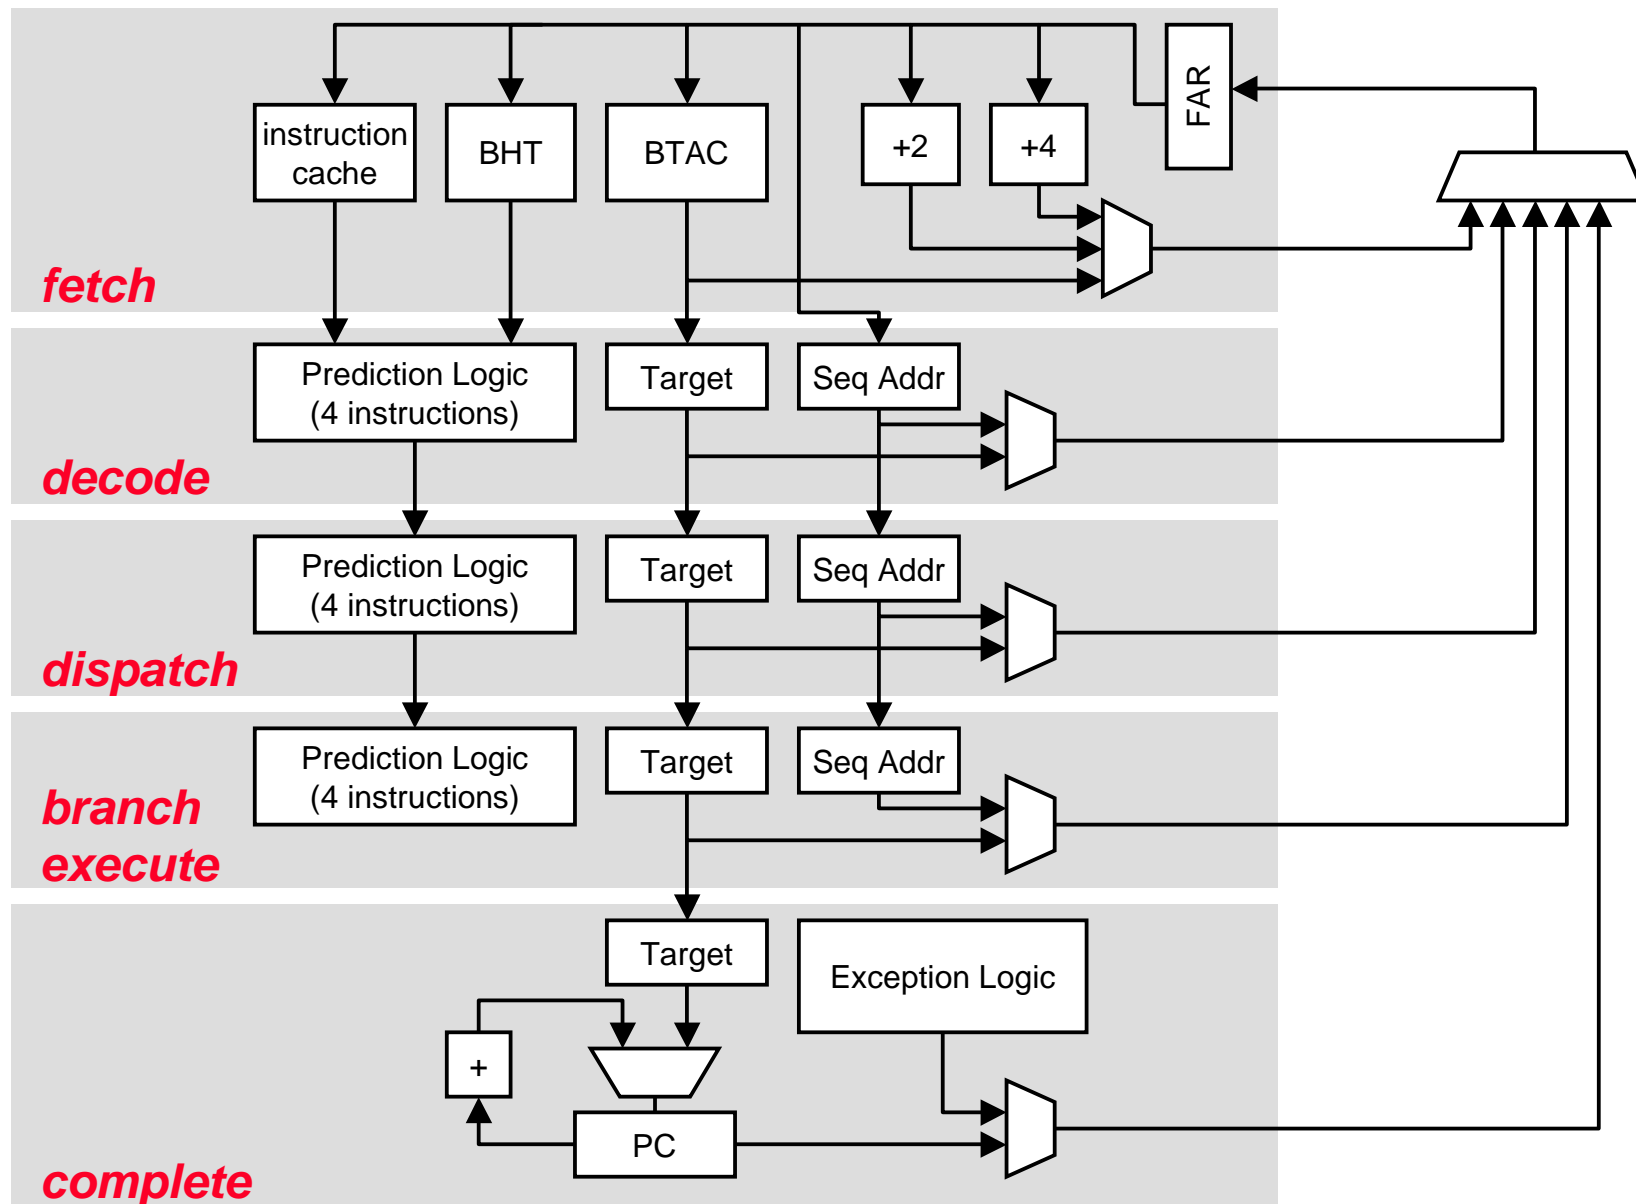 FAR
instruction
cache
BHT
BTAC
+2
+4
fetch
Prediction Logic
(4 instructions)
Target
Seq Addr
decode
Prediction Logic
(4 instructions)
Target
Seq Addr
dispatch
Prediction Logic
(4 instructions)
Target
Seq Addr
branch
execute
Target
Exception Logic
+
PC
complete